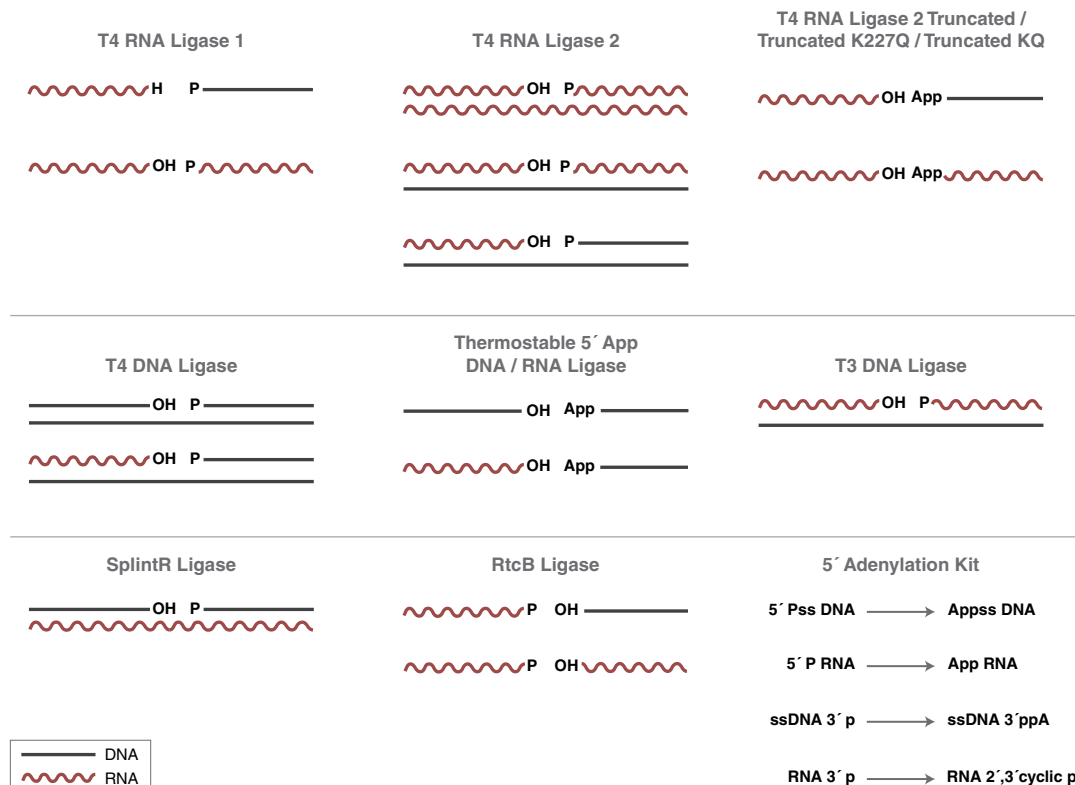 T4 RNA Ligase 1
H P
OH P
T4 RNA Ligase 2
OH P
OH P
OH P
T4 RNA Ligase 2 Truncated /
Truncated K227Q / Truncated KQ
OH App
OH App
T4 DNA Ligase
OH P
OH P
Thermostable 5´ App
DNA / RNA Ligase
OH App
OH App
T3 DNA Ligase
OH P
SplintR Ligase
OH P
RtcB Ligase
P OH
P OH
5´ Adenylation Kit
5´ Pss DNA Appss DNA
5´ P RNA App RNA
ssDNA 3´ p ssDNA 3´ppA
RNA 3´ p RNA 2´,3´cyclic p
DNA
RNA